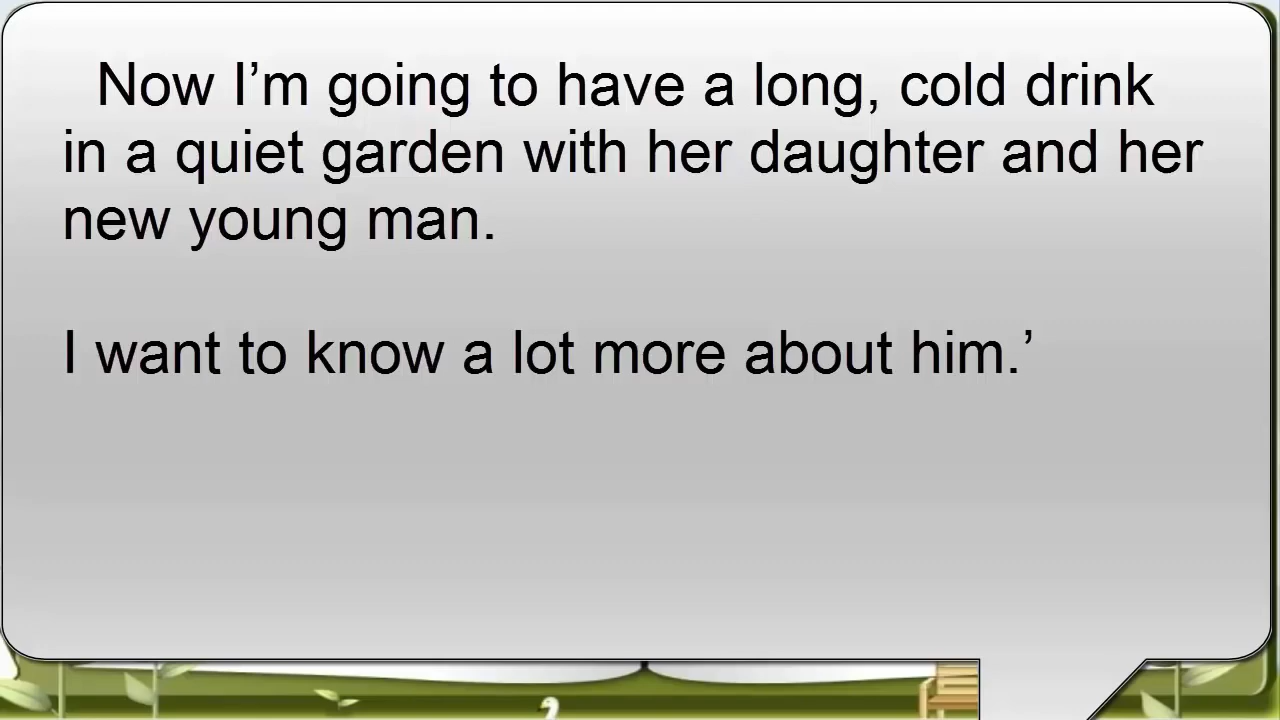 Now I’m going to have a long, cold drink
in a quiet garden with her daughter and her
new young man.
I want to know a lot more about him.’